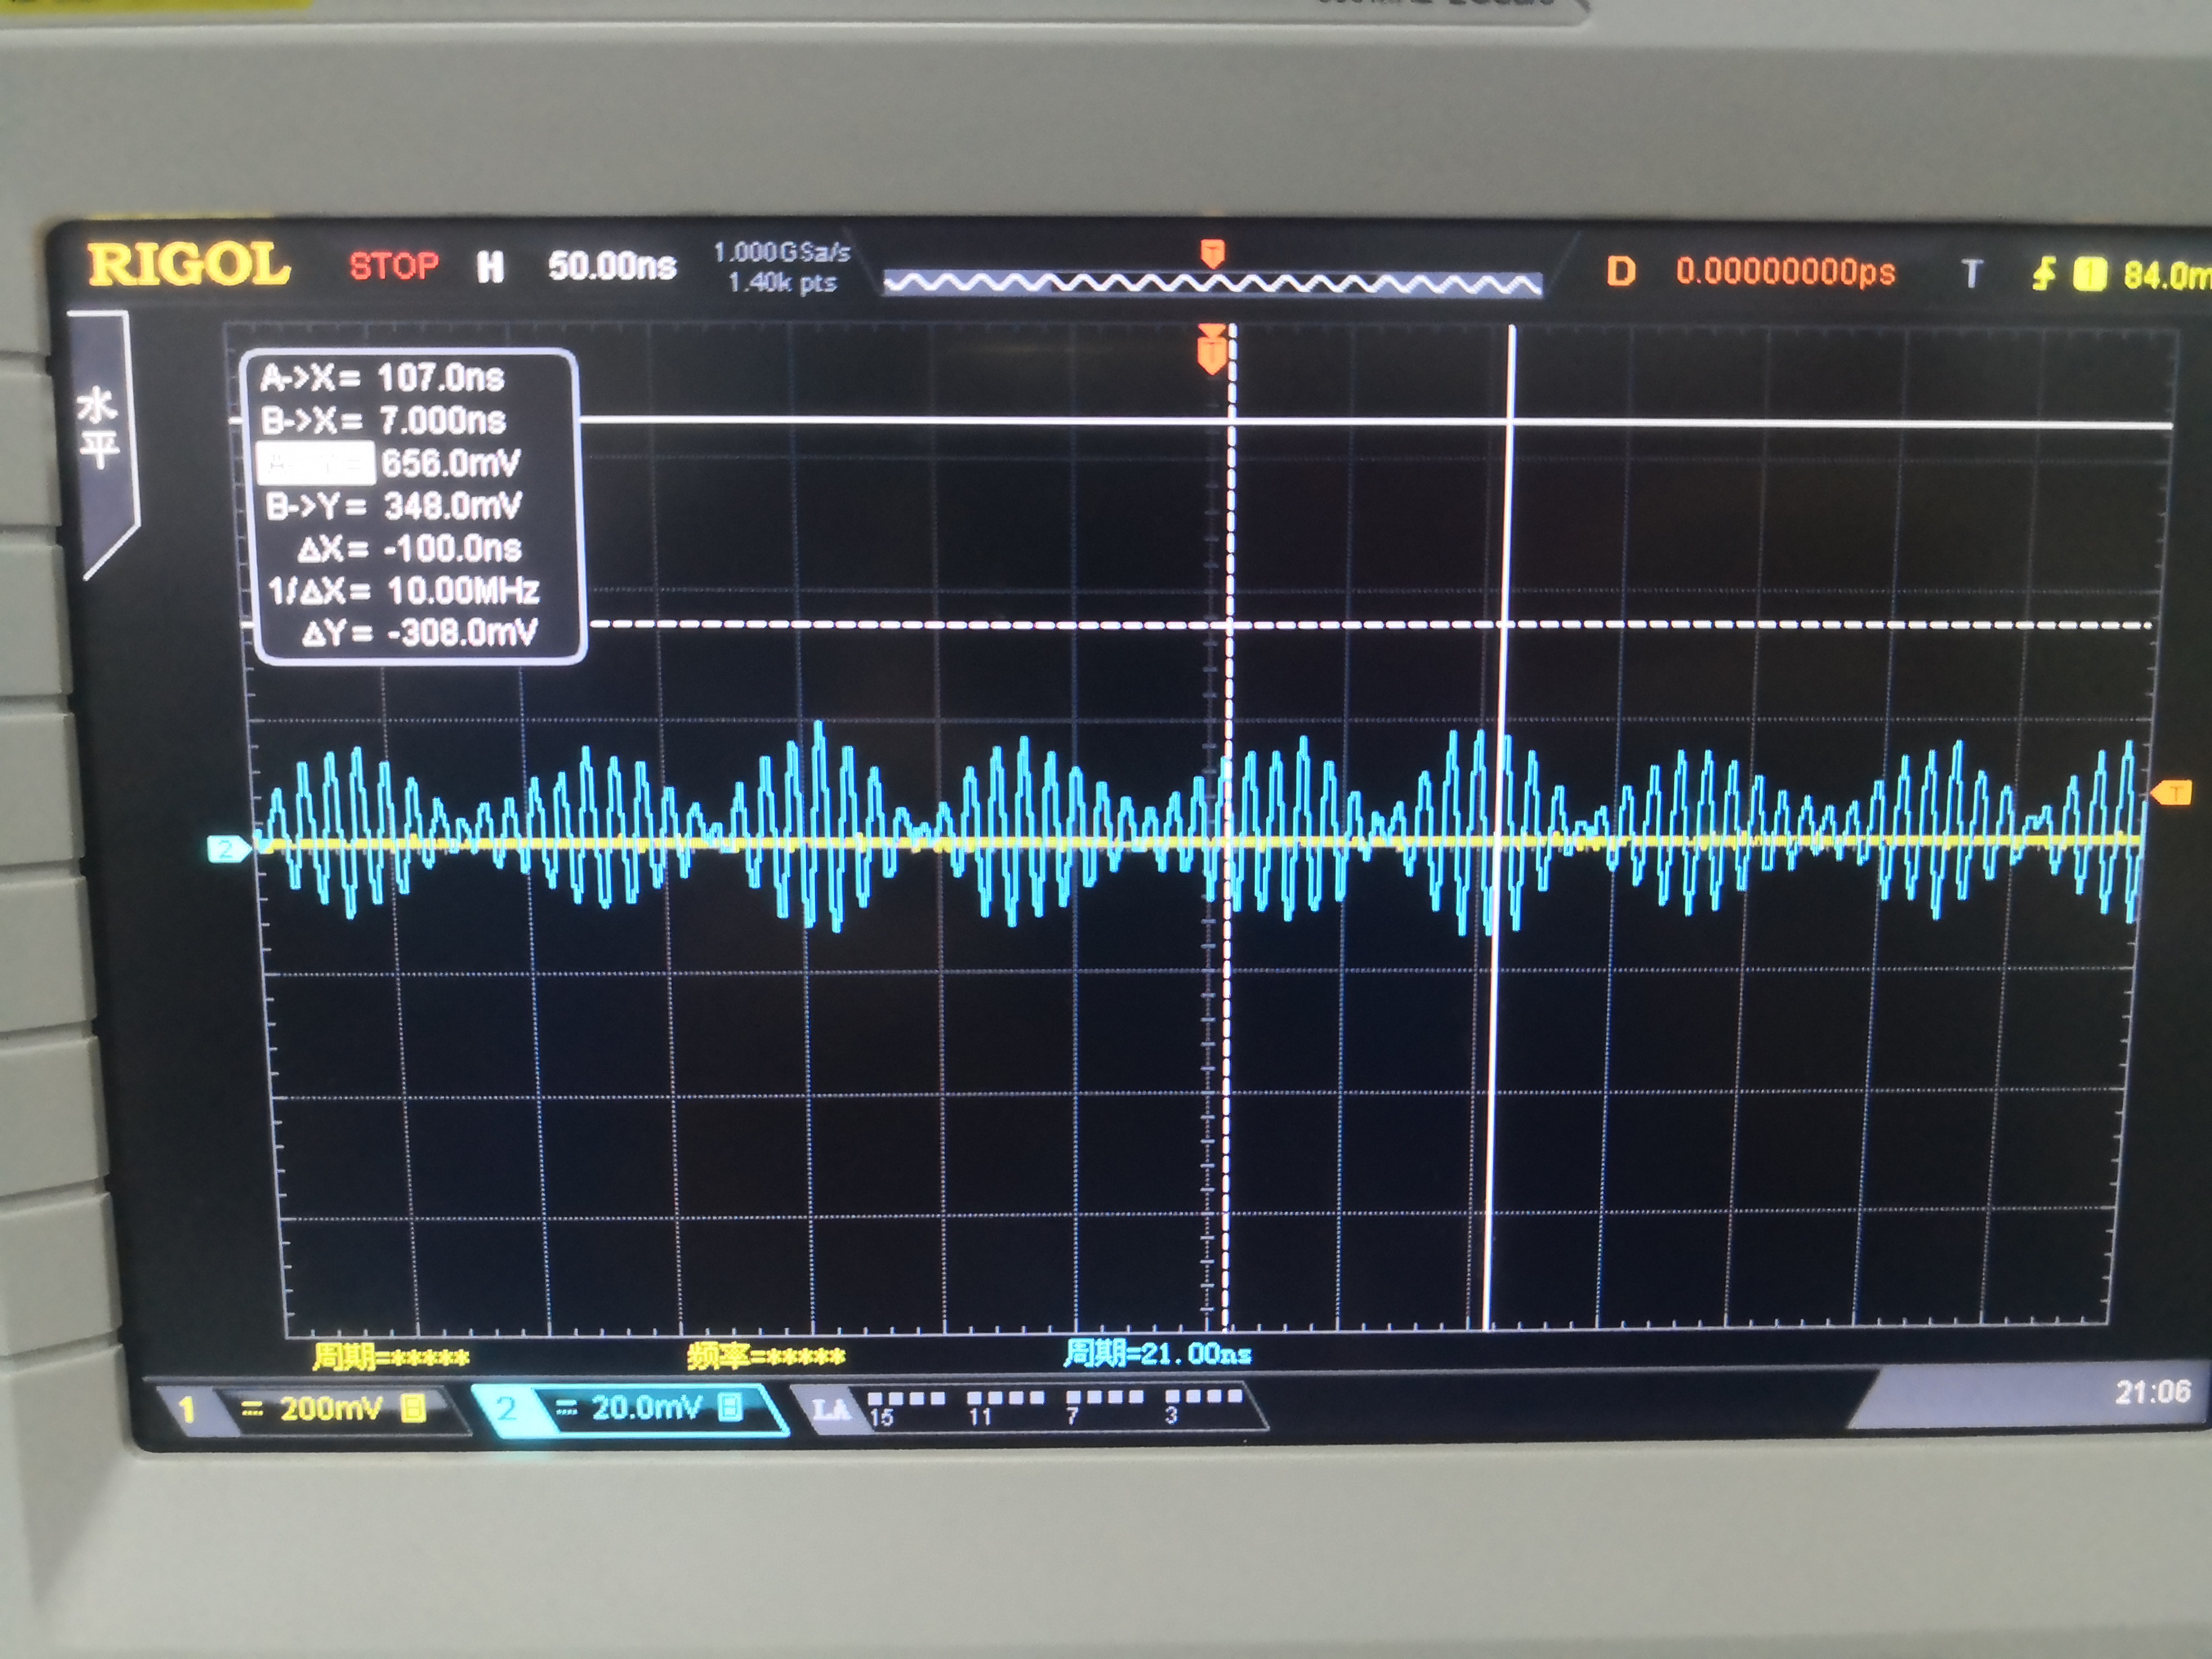 RIGOL STOP H 50.00ns 1.000GSa/s 1.40k pts T D 0.00000000ps T 1 84.0m
水平
T
A->X= 107.0ns
B->X= 7.000ns
656.0mV
B->Y= 348.0mV
ΔX= -100.0ns
1/ΔX= 10.00MHz
ΔY= -308.0mV
T
2
周期=***** 频率=***** 周期=21.00ns
1 200mV B 2 20.0mV B LA 15 11 7 3
21:06